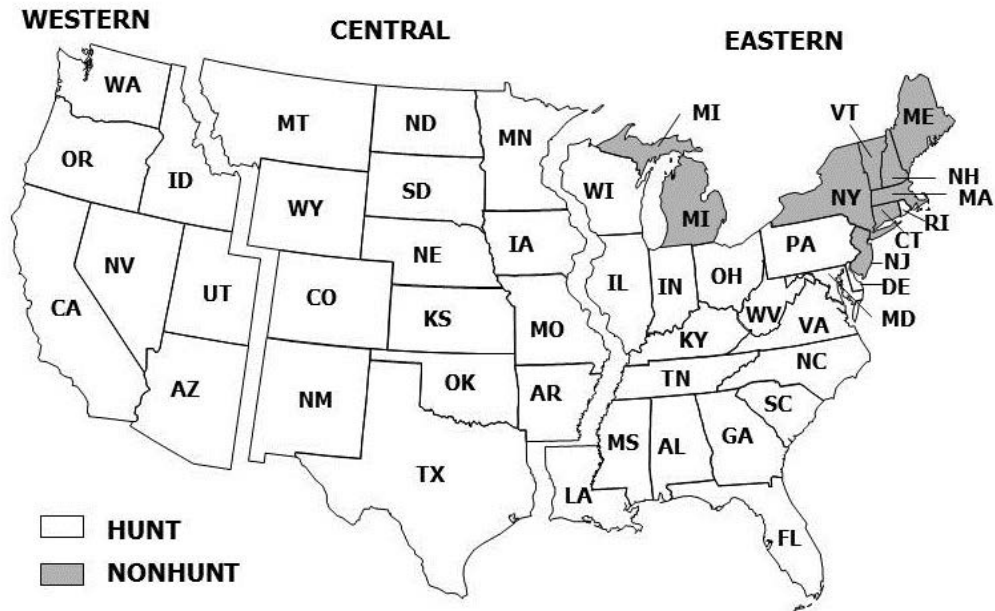 WESTERN
CENTRAL
EASTERN
WA
MT
ND
MN
MI
VT
ME
OR
ID
SD
WI
NH
MA
WY
MI
NY
RI
NV
NE
IA
PA
CT
NJ
UT
CO
IL
IN
OH
DE
CA
KS
MO
WV
VA
MD
KY
AZ
NM
OK
AR
TN
NC
SC
TX
MS
AL
GA
LA
FL
HUNT
NONHUNT